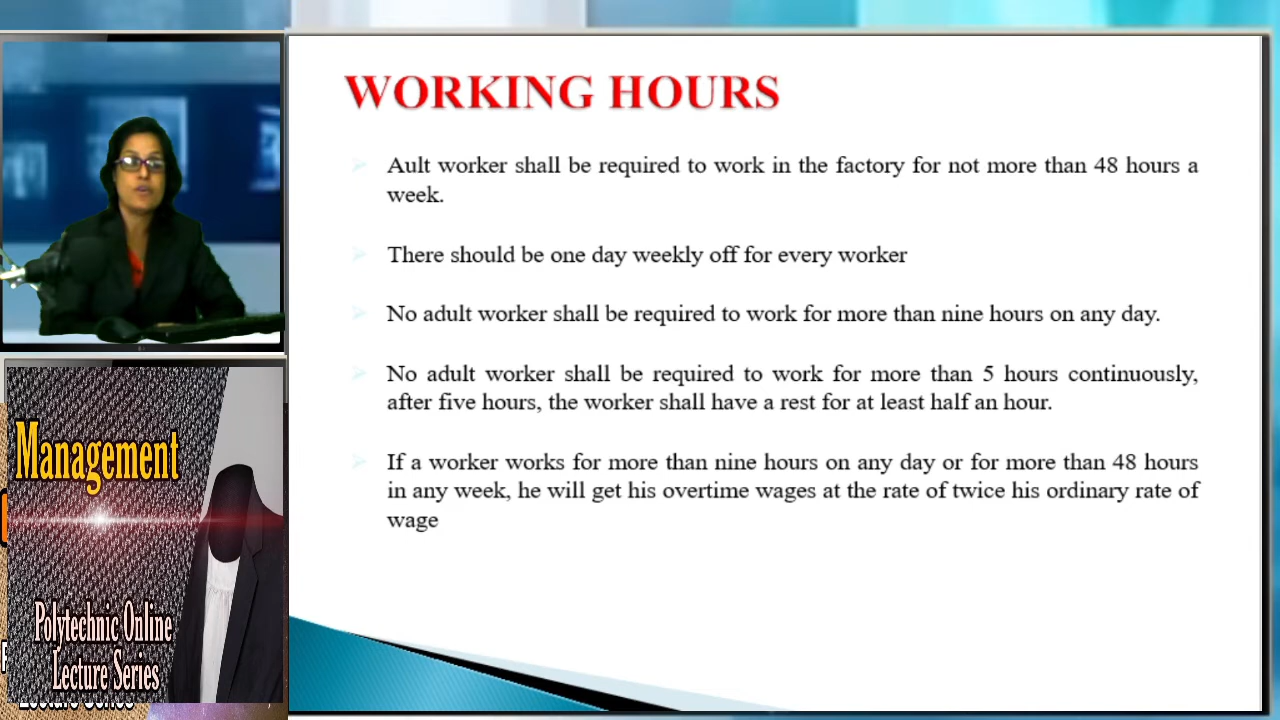 WORKING HOURS
Ault worker shall be required to work in the factory for not more than 48 hours a
week.
There should be one day weekly off for every worker
No adult worker shall be required to work for more than nine hours on any day.
No adult worker shall be required to work for more than 5 hours continuously,
after five hours, the worker shall have a rest for at least half an hour.
If a worker works for more than nine hours on any day or for more than 48 hours
in any week, he will get his overtime wages at the rate of twice his ordinary rate of
wage
Management
Polytechnic Online
Lecture Series